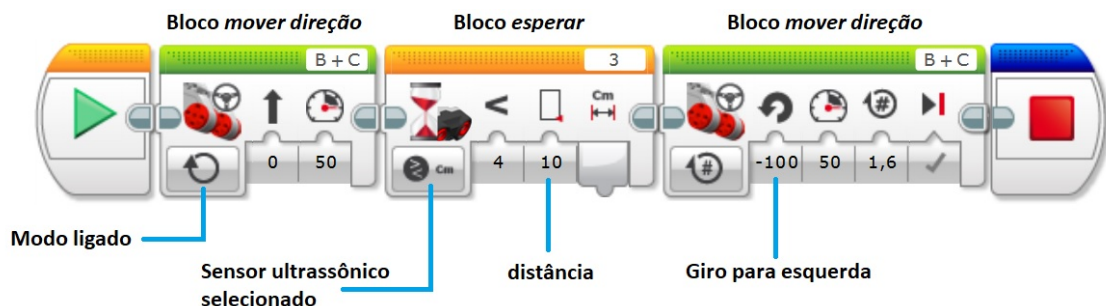 Bloco mover direção
Bloco esperar
Bloco mover direção
B + C
3
B + C
<
#
Cm
#
0
50
Cm
4
10
#
-100
50
1,6
Modo ligado
Sensor ultrassônico
selecionado
distância
Giro para esquerda